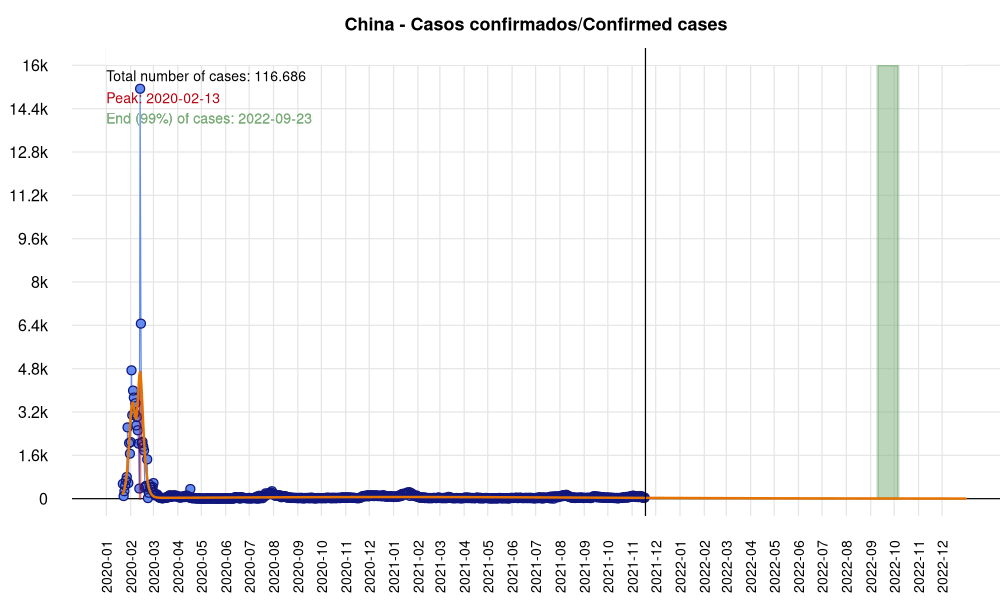 China - Casos confirmados/Confirmed cases
16k
Total number of cases: 116.686
Peak: 2020-02-13
14.4k
End (99%) of cases: 2022-09-23
12.8k
11.2k
9.6k
8k
6.4k
4.8k
3.2k
1.6k
0
2020-01
2020-02
2020-03
2020-04
2020-05
2020-06
2020-07
2020-08
2020-09
2020-10
2020-11
2020-12
2021-01
2021-02
2021-03
2021-04
2021-05
2021-06
2021-07
2021-08
2021-09
2021-10
2021-11
2021-12
2022-01
2022-02
2022-03
2022-04
2022-05
2022-06
2022-07
2022-08
2022-09
2022-10
2022-11
2022-12